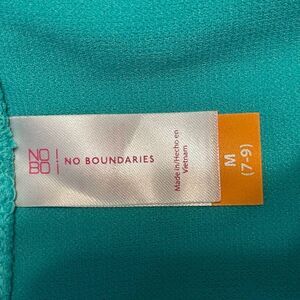 NO
BO
NO BOUNDARIES
Made in/Hecho en
Vietnam
M
(7-9)